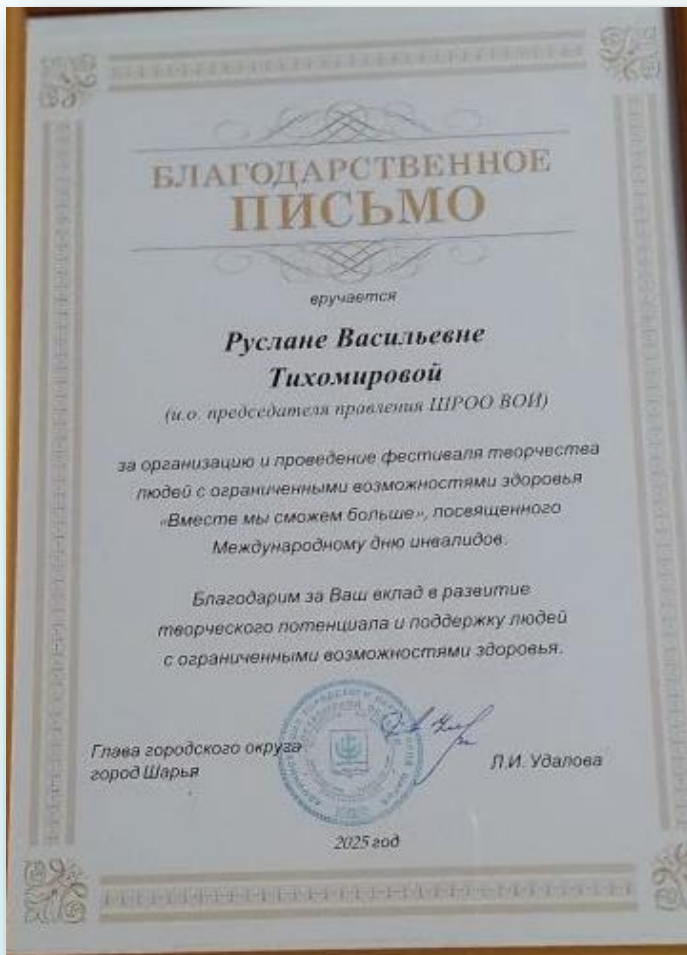 БЛАГОДАРСТВЕННОЕ
ПИСЬМО
вручается
Руслане Васильевне
Тихомировой
(и.о. председателя правления ШРОО ВОИ)
за организацию и проведение фестиваля творчества
людей с ограниченными возможностями здоровья
«Вместе мы сможем больше», посвященного
Международному дню инвалидов.
Благодарим за Ваш вклад в развитие
творческого потенциала и поддержку людей
с ограниченными возможностями здоровья.
Глава городского округа
город Шарья
Л.И. Удалова
2025 год